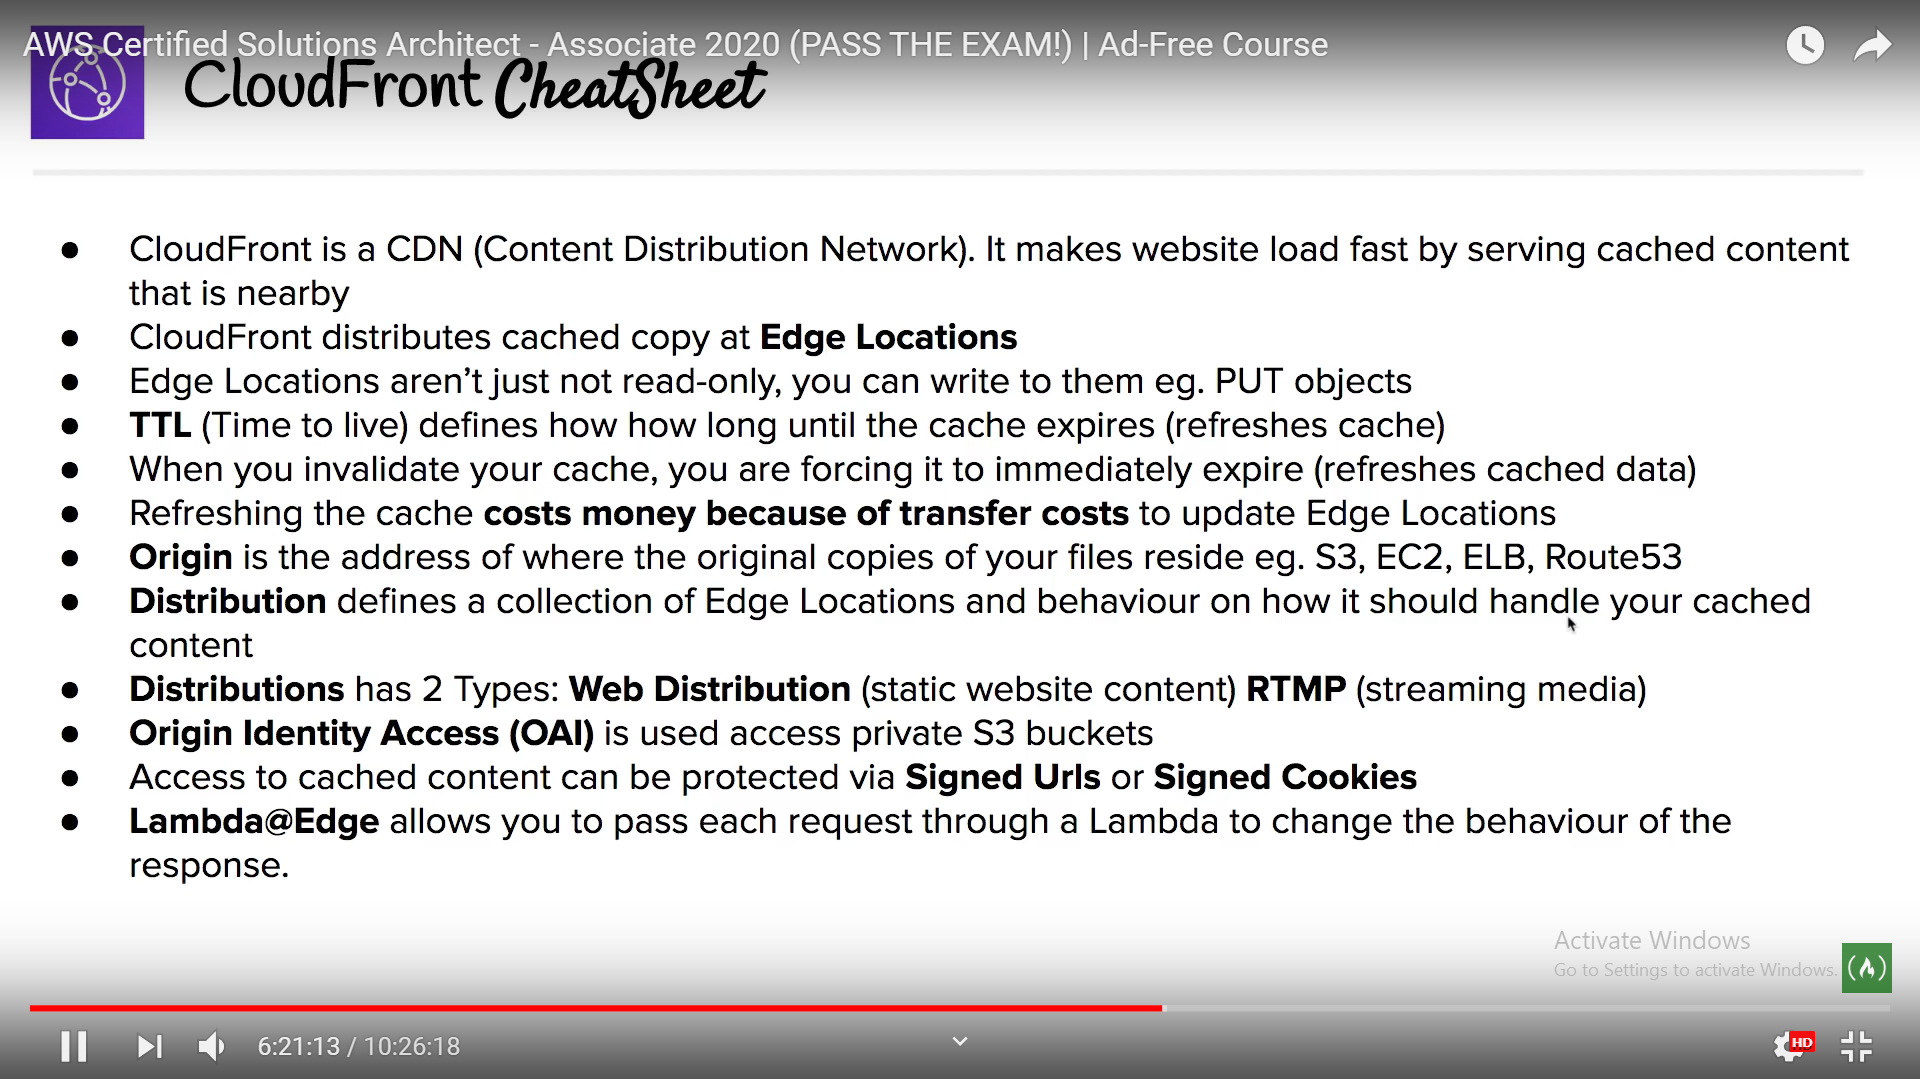 AWS Certified Solutions Architect - Associate 2020 (PASS THE EXAM!) | Ad-Free Course
CloudFront CheatSheet
● CloudFront is a CDN (Content Distribution Network). It makes website load fast by serving cached content
that is nearby
● CloudFront distributes cached copy at Edge Locations
● Edge Locations aren’t just not read-only, you can write to them eg. PUT objects
● TTL (Time to live) defines how how long until the cache expires (refreshes cache)
● When you invalidate your cache, you are forcing it to immediately expire (refreshes cached data)
● Refreshing the cache costs money because of transfer costs to update Edge Locations
● Origin is the address of where the original copies of your files reside eg. S3, EC2, ELB, Route53
● Distribution defines a collection of Edge Locations and behaviour on how it should handle your cached
content
● Distributions has 2 Types: Web Distribution (static website content) RTMP (streaming media)
● Origin Identity Access (OAI) is used access private S3 buckets
● Access to cached content can be protected via Signed Urls or Signed Cookies
● Lambda@Edge allows you to pass each request through a Lambda to change the behaviour of the
response.
Activate Windows
Go to Settings to activate Windows.
6:21:13 / 10:26:18
HD